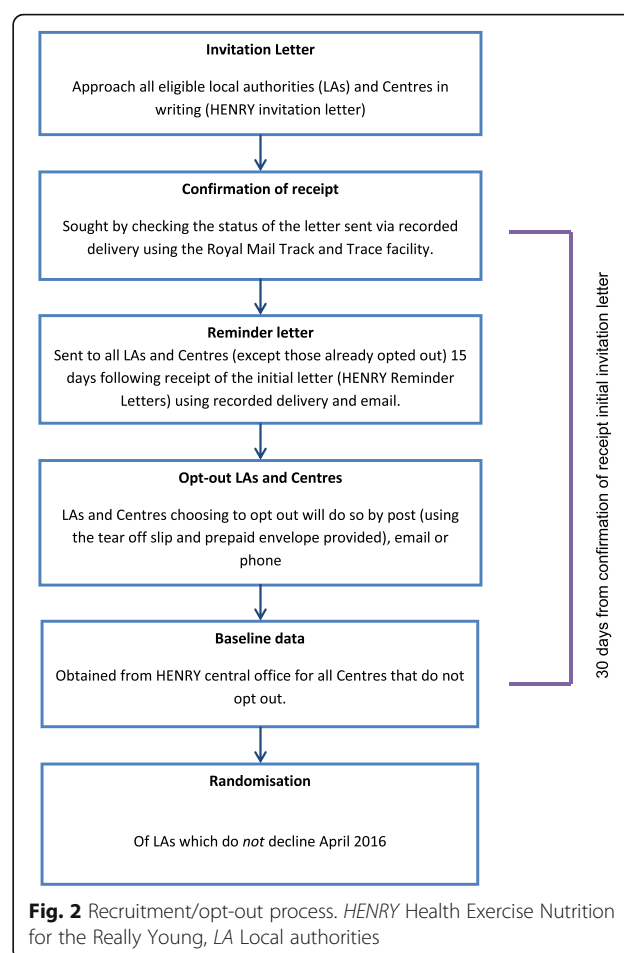 Invitation Letter
Approach all eligible local authorities (LAs) and Centres in
writing (HENRY invitation letter)
Confirmation of receipt
Sought by checking the status of the letter sent via recorded
delivery using the Royal Mail Track and Trace facility.
Reminder letter
Sent to all LAs and Centres (except those already opted out) 15
days following receipt of the initial letter (HENRY Reminder
Letters) using recorded delivery and email.
Opt-out LAs and Centres
LAs and Centres choosing to opt out will do so by post (using
the tear off slip and prepaid envelope provided), email or
phone
Baseline data
Obtained from HENRY central office for all Centres that do not
opt out.
Randomisation
Of LAs which do not decline April 2016
30 days from confirmation of receipt initial invitation letter
Fig. 2 Recruitment/opt-out process. HENRY Health Exercise Nutrition
for the Really Young, LA Local authorities